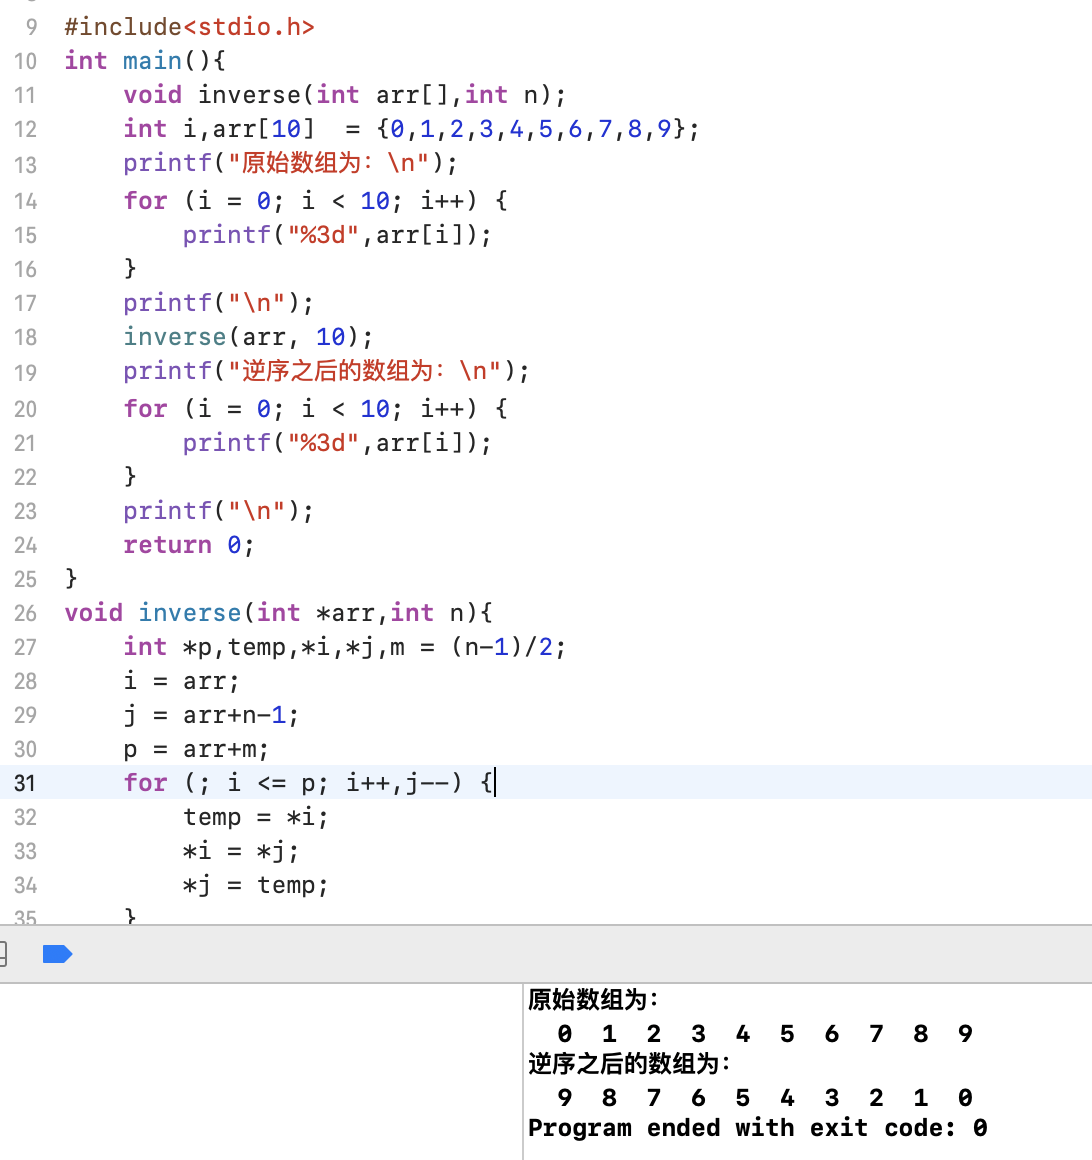 9 #include<stdio.h>
10 int main(){
11     void inverse(int arr[],int n);
12     int i,arr[10]  = {0,1,2,3,4,5,6,7,8,9};
13     printf("原始数组为：\n");
14     for (i = 0; i < 10; i++) {
15         printf("%3d",arr[i]);
16     }
17     printf("\n");
18     inverse(arr, 10);
19     printf("逆序之后的数组为：\n");
20     for (i = 0; i < 10; i++) {
21         printf("%3d",arr[i]);
22     }
23     printf("\n");
24     return 0;
25 }
26 void inverse(int *arr,int n){
27     int *p,temp,*i,*j,m = (n-1)/2;
28     i = arr;
29     j = arr+n-1;
30     p = arr+m;
31     for (; i <= p; i++,j--) {
32         temp = *i;
33         *i = *j;
34         *j = temp;
35     }
原始数组为：
  0  1  2  3  4  5  6  7  8  9
逆序之后的数组为：
  9  8  7  6  5  4  3  2  1  0
Program ended with exit code: 0